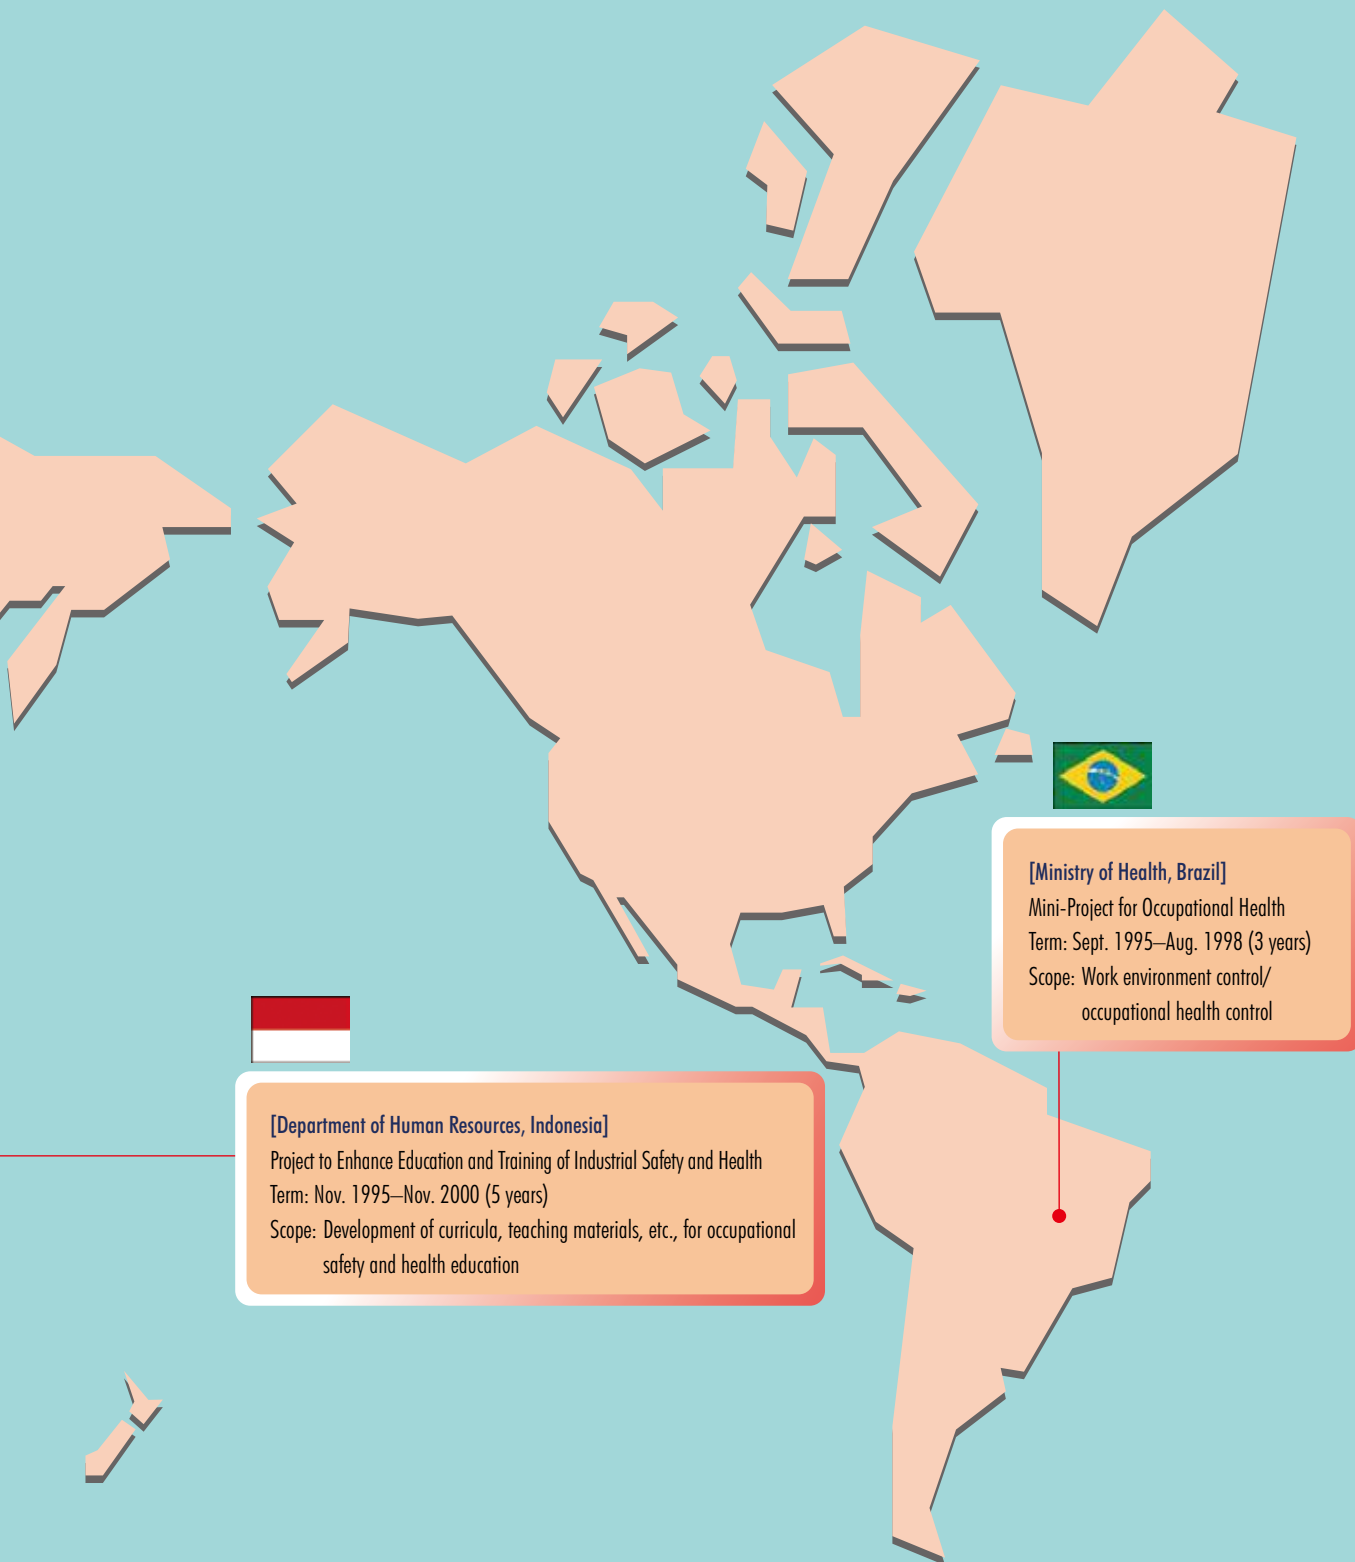 [Ministry of Health, Brazil]
Mini-Project for Occupational Health
Term: Sept. 1995–Aug. 1998 (3 years)
Scope: Work environment control/
occupational health control
[Department of Human Resources, Indonesia]
Project to Enhance Education and Training of Industrial Safety and Health
Term: Nov. 1995–Nov. 2000 (5 years)
Scope: Development of curricula, teaching materials, etc., for occupational
safety and health education